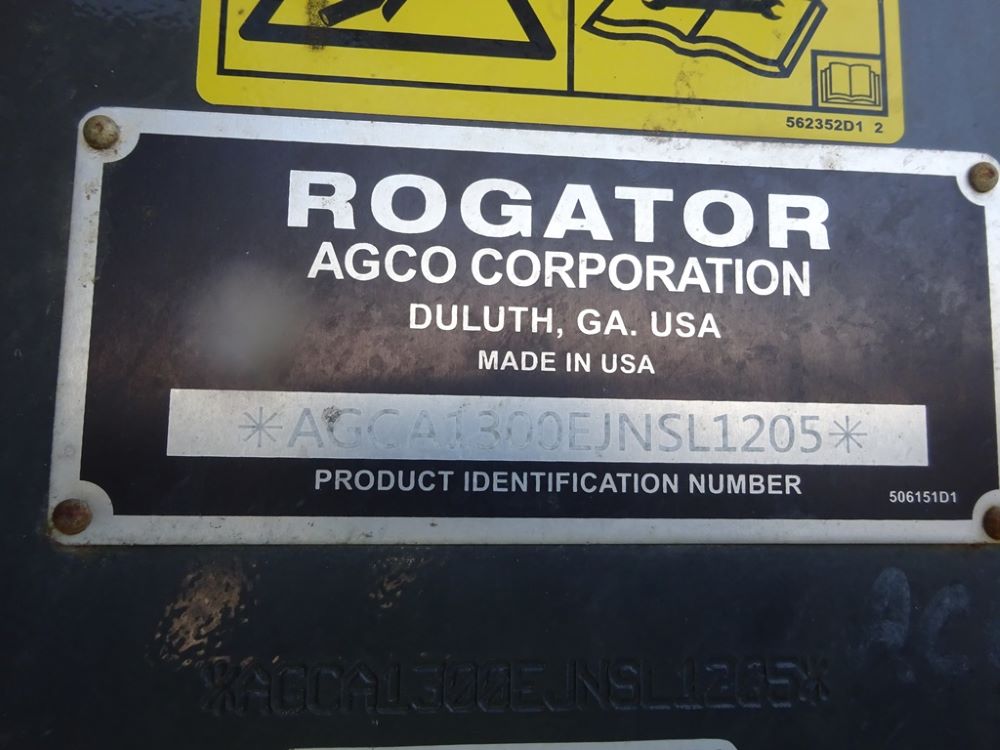 562352D1 2
ROGATOR
AGCO CORPORATION
DULUTH, GA. USA
MADE IN USA
*AGCA1300EJNSL1205*
PRODUCT IDENTIFICATION NUMBER
506151D1
*AGCA1300EJNSL1205*